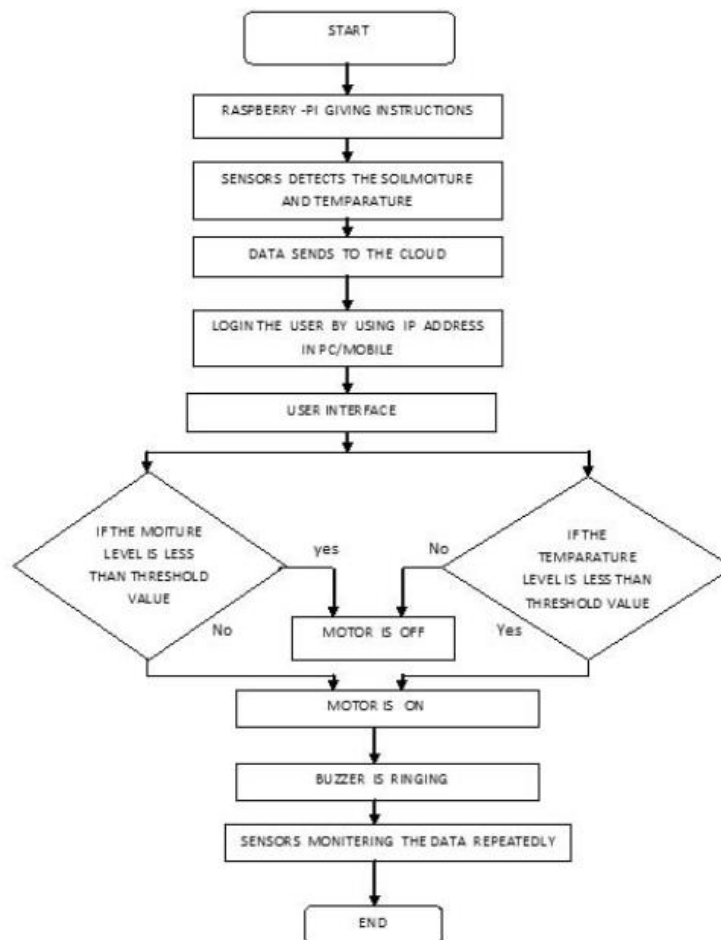 START
RASPBERRY -PI GIVING INSTRUCTIONS
SENSORS DETECTS THE SOILMOITURE
AND TEMPARATURE
DATA SENDS TO THE CLOUD
LOGIN THE USER BY USING IP ADDRESS
IN PC/MOBILE
USER INTERFACE
IF THE MOITURE
LEVEL IS LESS
THAN THRESHOLD
VALUE
yes
No
IF THE
TEMPARATURE
LEVEL IS LESS THAN
THRESHOLD VALUE
No
MOTOR IS OFF
Yes
MOTOR IS ON
BUZZER IS RINGING
SENSORS MONITERING THE DATA REPEATEDLY
END